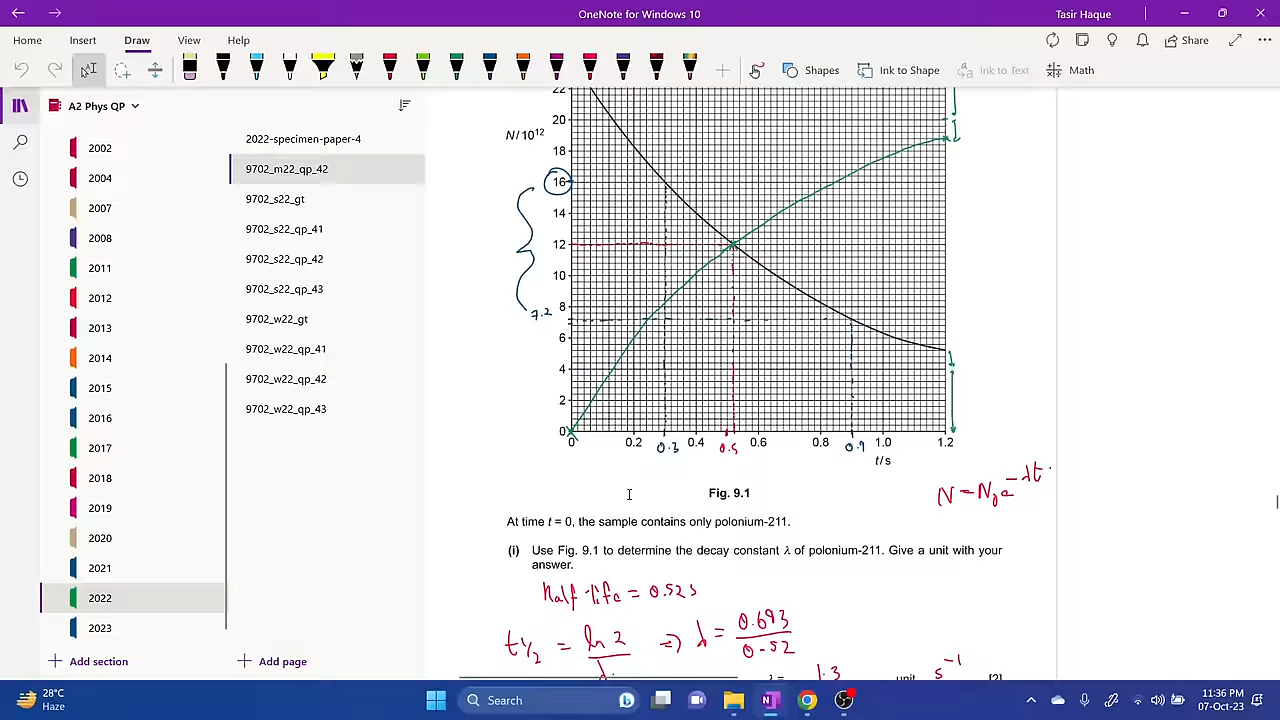 OneNote for Windows 10
Tasir Haque
Home Insert Draw View Help
Share
Shapes
Ink to Shape
Ink to Text
Math
A2 Phys QP
2002
2004
2007
2008
2011
2012
2013
2014
2015
2016
2017
2018
2019
2020
2021
2022
2023
Add section
2022-specimen-paper-4
9702_m22_qp_42
9702_s22_gt
9702_s22_qp_41
9702_s22_qp_42
9702_s22_qp_43
9702_w22_gt
9702_w22_qp_41
9702_w22_qp_42
9702_w22_qp_43
Add page
22
20
N/10¹²
18
16
14
12
10
8
7.2
6
4
2
0
0 0.2 0.4 0.6 0.8 1.0 1.2
0.3 0.5 0.9
t/s
N = N₀e^-λt
Fig. 9.1
At time t = 0, the sample contains only polonium-211.
(i) Use Fig. 9.1 to determine the decay constant λ of polonium-211. Give a unit with your
answer.
Half-life = 0.52s
t½ = ln 2 / λ => λ = 0.693 / 0.52
λ = 1.3 unit s⁻¹ [2]
28°C
Haze
Search
11:36 PM
07-Oct-23